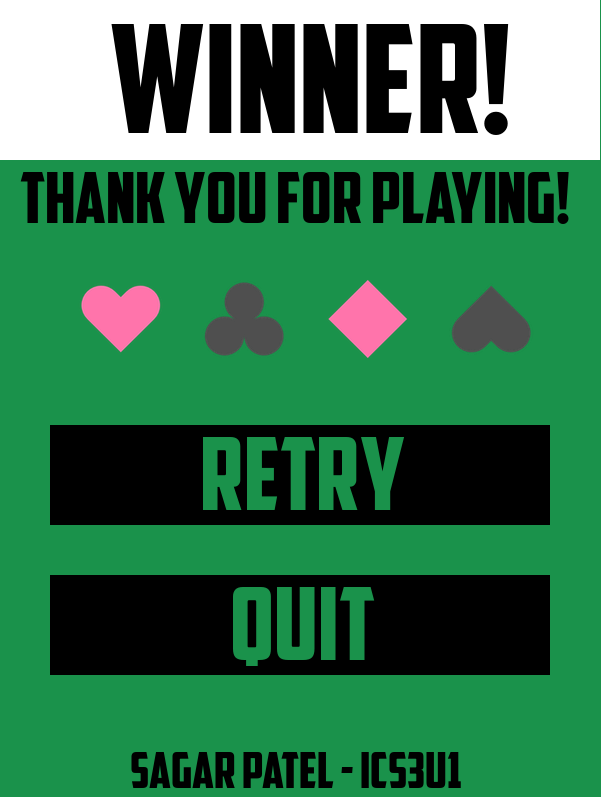 WINNER!
THANK YOU FOR PLAYING!
RETRY
QUIT
SAGAR PATEL - ICS3U1